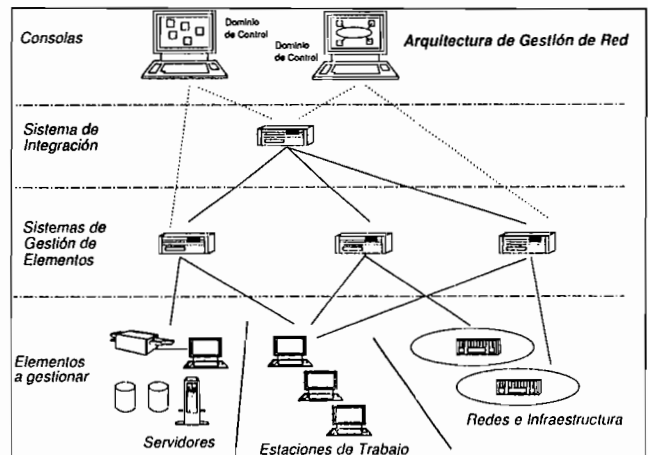 Consolas
Dominio
de Control
Dominio
de Control
Arquitectura de Gestión de Red
Sistema de
Integración
Sistemas de
Gestión de
Elementos
Elementos
a gestionar
Servidores
Estaciones de Trabajo
Redes e Infraestructura